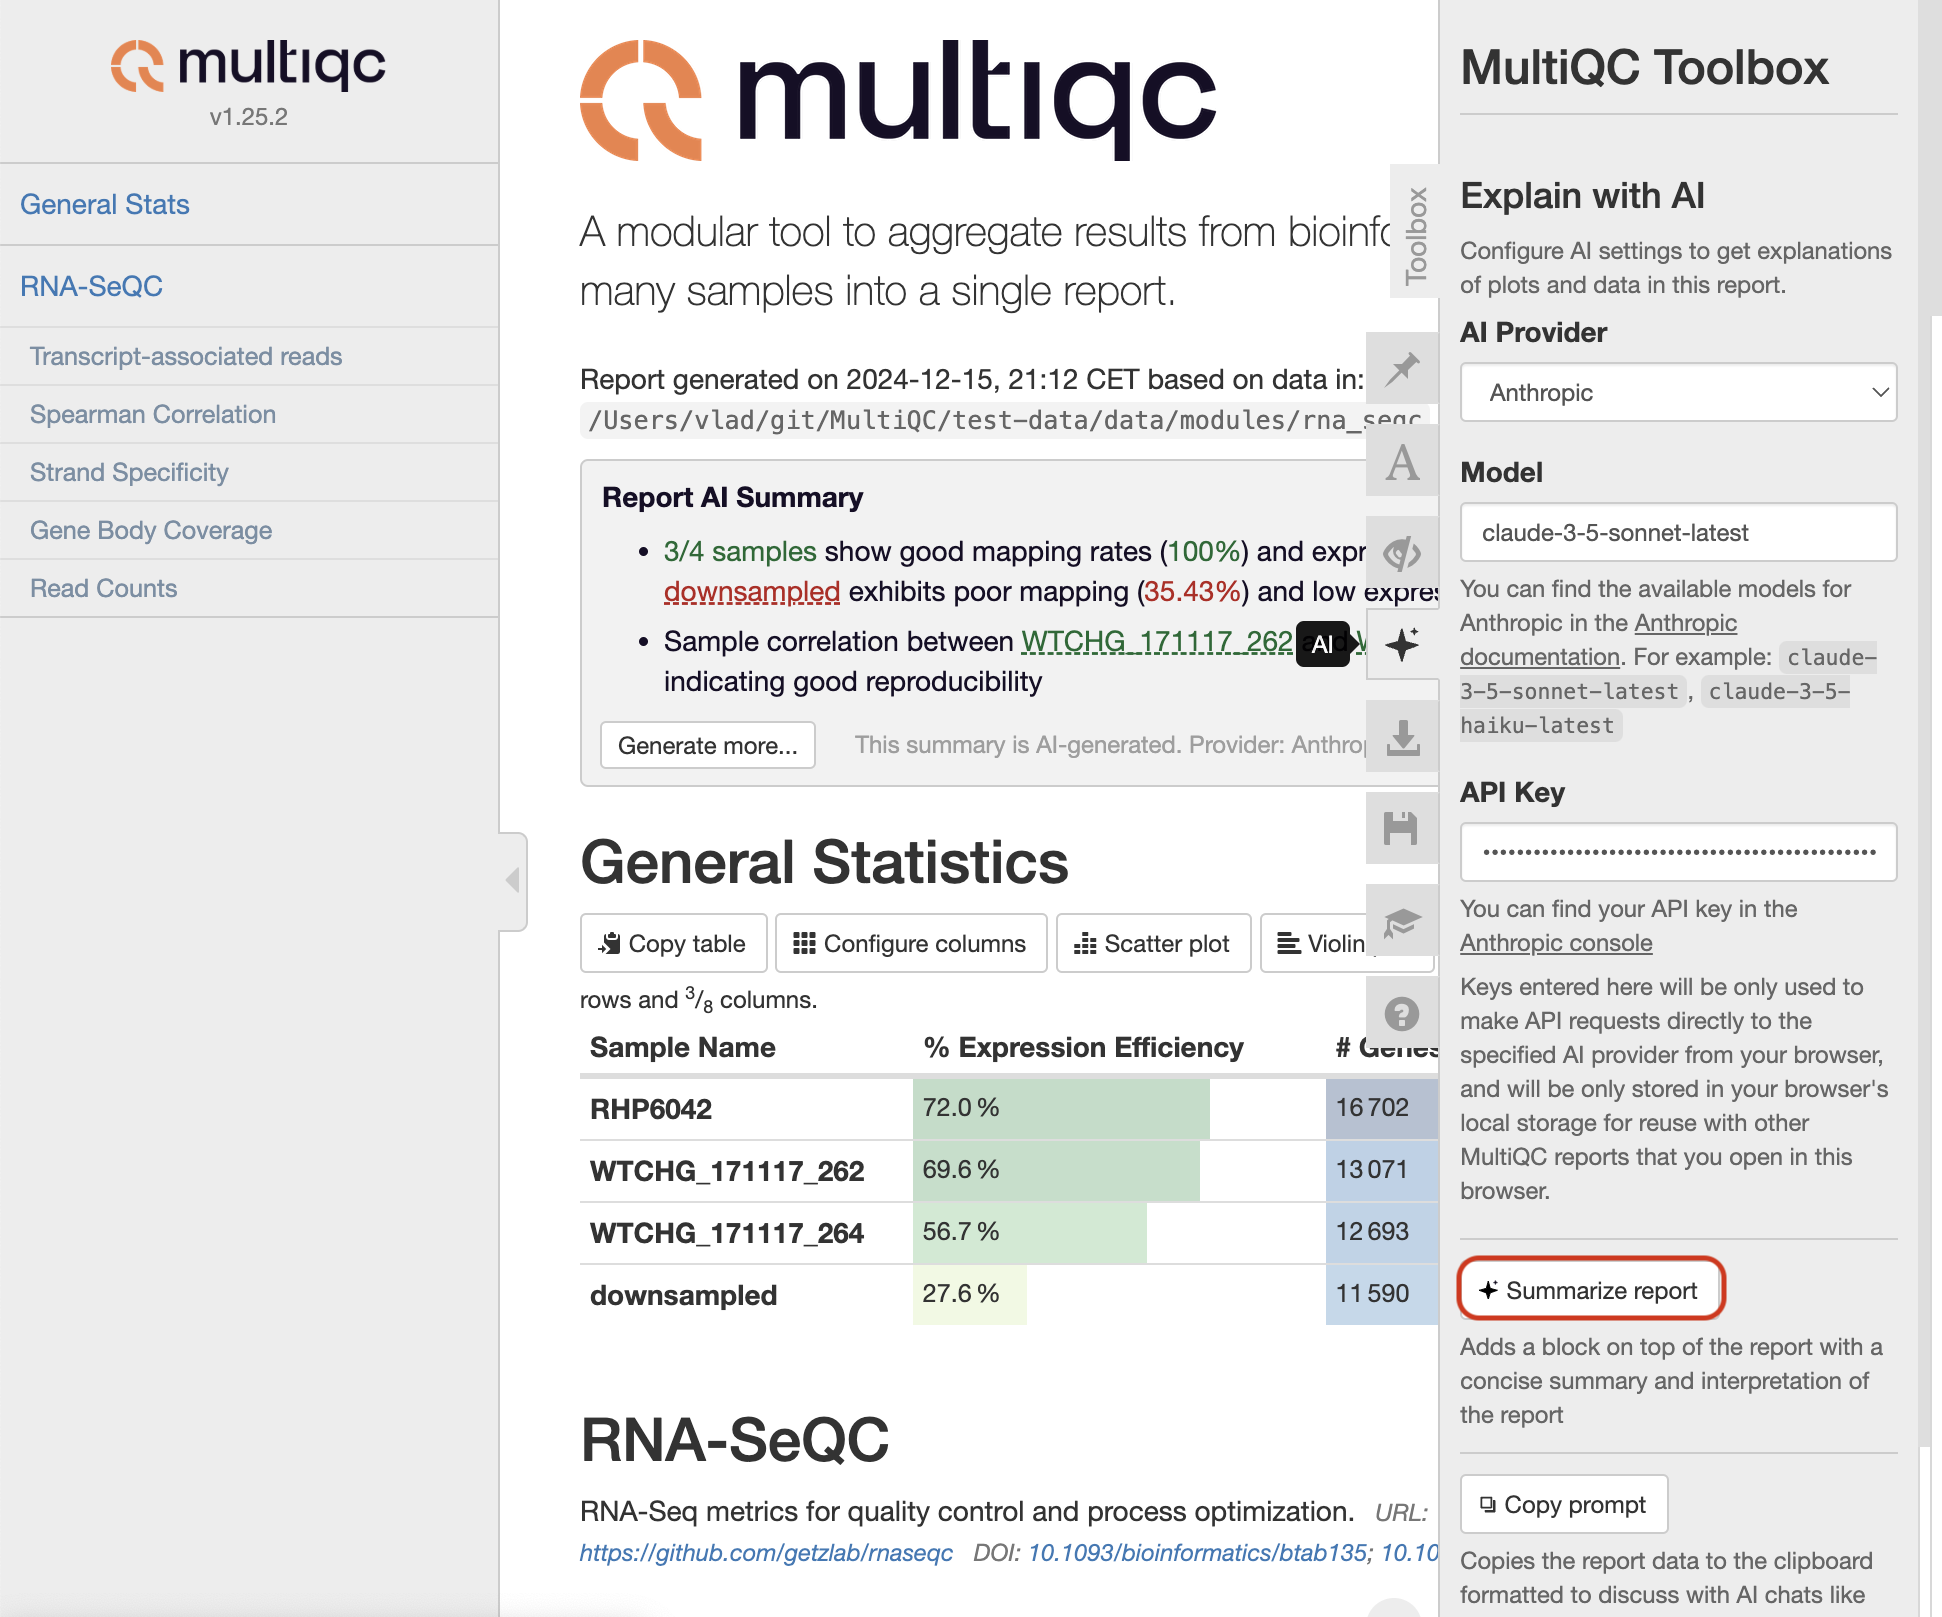 multiqc
v1.25.2
General Stats
RNA-SeQC
Transcript-associated reads
Spearman Correlation
Strand Specificity
Gene Body Coverage
Read Counts
multiqc
A modular tool to aggregate results from bioinfo
many samples into a single report.
Report generated on 2024-12-15, 21:12 CET based on data in:
/Users/vlad/git/MultiQC/test-data/data/modules/rna_seqc
Report AI Summary
• 3/4 samples show good mapping rates (100%) and expr
downsampled exhibits poor mapping (35.43%) and low expres
• Sample correlation between WTCHG_171117_262
indicating good reproducibility
Generate more...
This summary is AI-generated. Provider: Anthrop
General Statistics
Copy table
Configure columns
Scatter plot
Violin
rows and 3/8 columns.
Sample Name % Expression Efficiency # Genes
RHP6042 72.0 % 16 702
WTCHG_171117_262 69.6 % 13 071
WTCHG_171117_264 56.7 % 12 693
downsampled 27.6 % 11 590
RNA-SeQC
RNA-Seq metrics for quality control and process optimization. URL:
https://github.com/getzlab/rnaseqc DOI: 10.1093/bioinformatics/btab135; 10.10
Toolbox
A
AI
MultiQC Toolbox
Explain with AI
Configure AI settings to get explanations
of plots and data in this report.
AI Provider
Anthropic
Model
claude-3-5-sonnet-latest
You can find the available models for
Anthropic in the Anthropic
documentation. For example: claude-
3-5-sonnet-latest, claude-3-5-
haiku-latest
API Key
You can find your API key in the
Anthropic console
Keys entered here will be only used to
make API requests directly to the
specified AI provider from your browser,
and will be only stored in your browser's
local storage for reuse with other
MultiQC reports that you open in this
browser.
Summarize report
Adds a block on top of the report with a
concise summary and interpretation of
the report
Copy prompt
Copies the report data to the clipboard
formatted to discuss with AI chats like